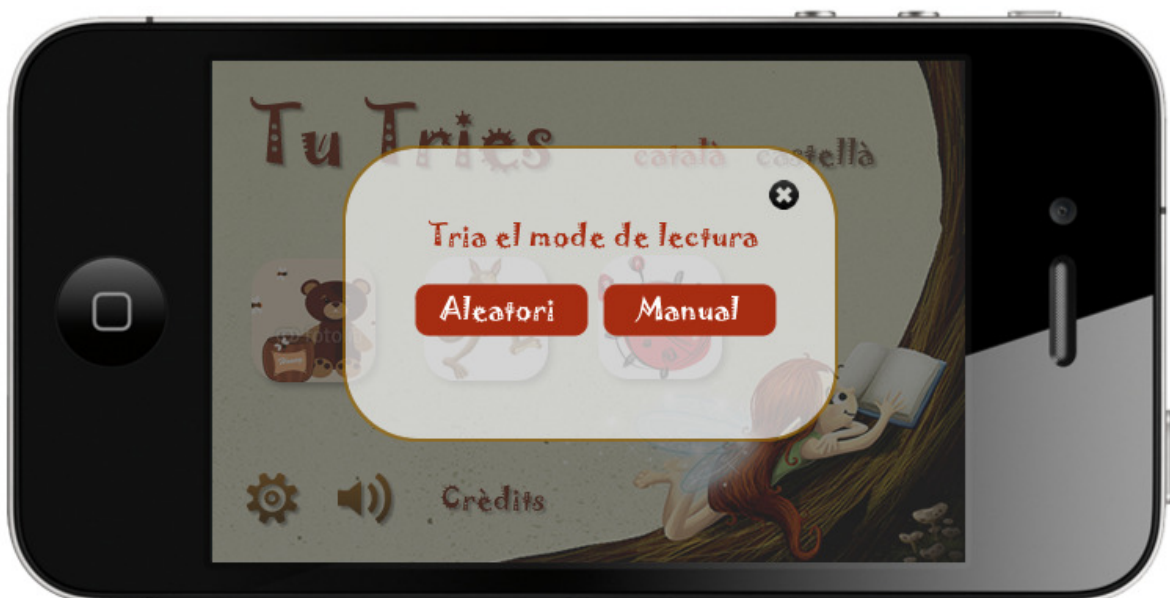 Tu Tries
català castellà
Tria el mode de lectura
Aleatori Manual
Crèdits